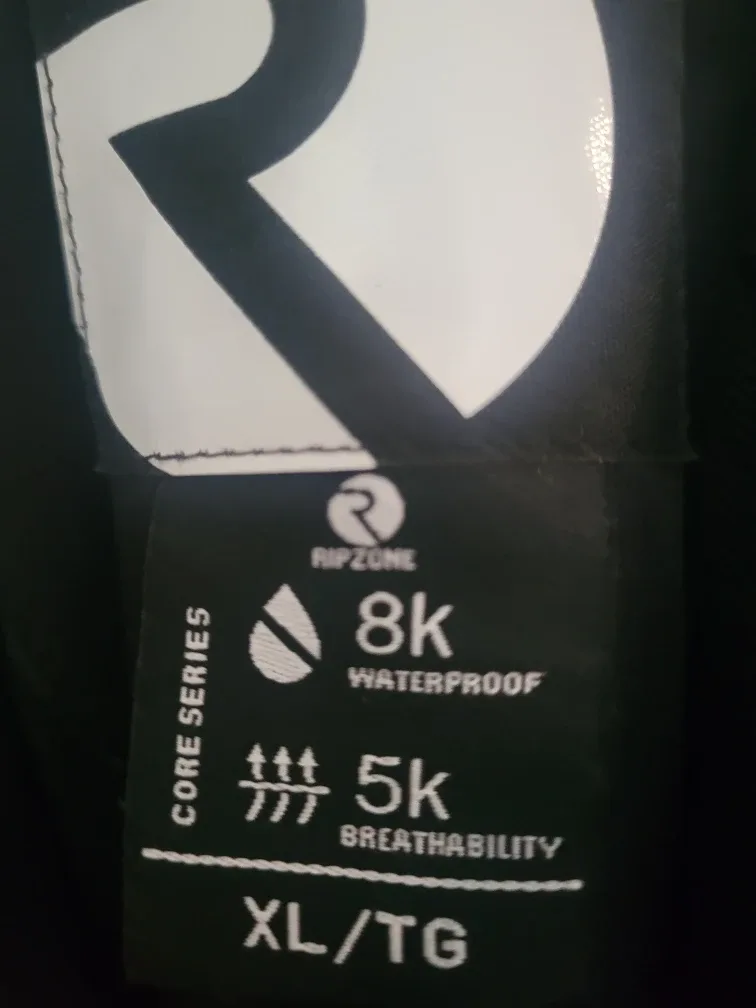 RIPZONE
CORE SERIES
8k
WATERPROOF
5k
BREATHABILITY
XL/TG